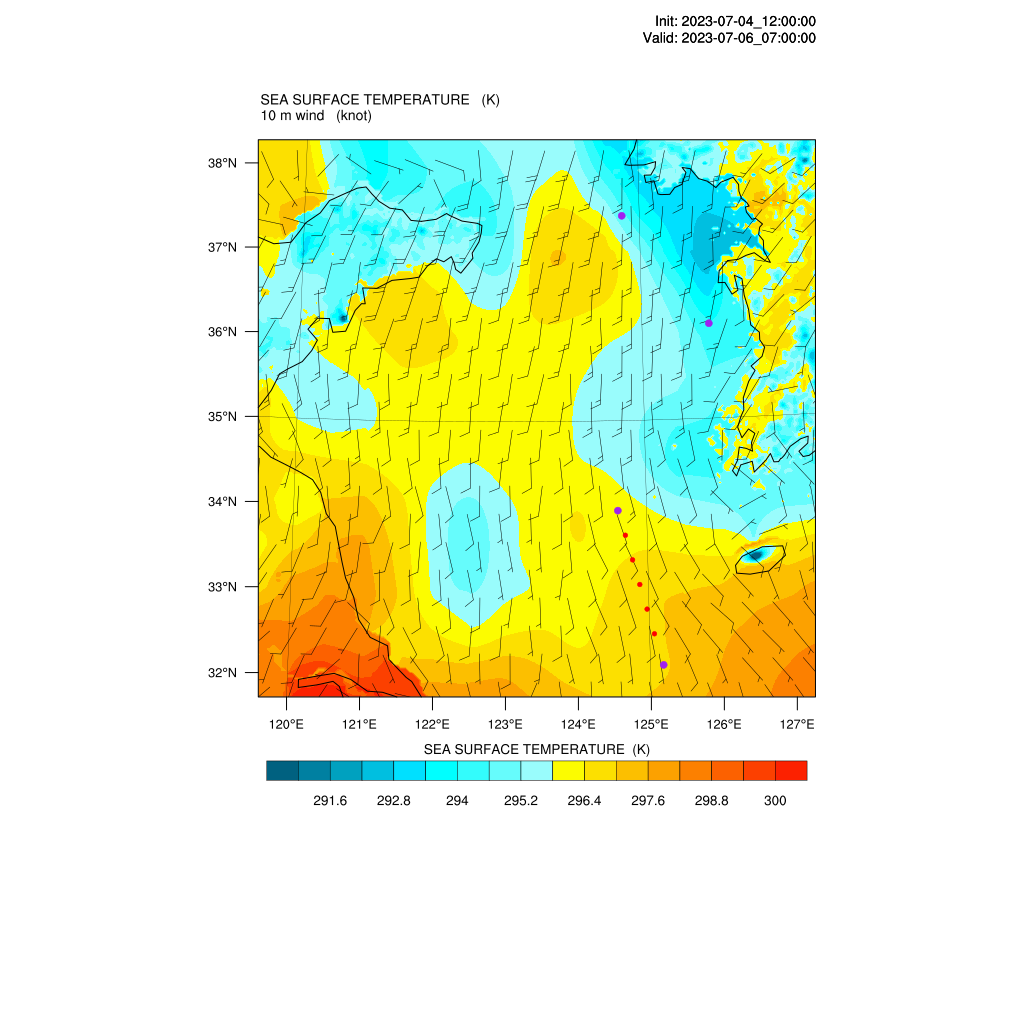 Init: 2023-07-04_12:00:00
Valid: 2023-07-06_07:00:00
SEA SURFACE TEMPERATURE (K)
10 m wind (knot)
38°N
37°N
36°N
35°N
34°N
33°N
32°N
120°E 121°E 122°E 123°E 124°E 125°E 126°E 127°E
SEA SURFACE TEMPERATURE (K)
291.6 292.8 294 295.2 296.4 297.6 298.8 300